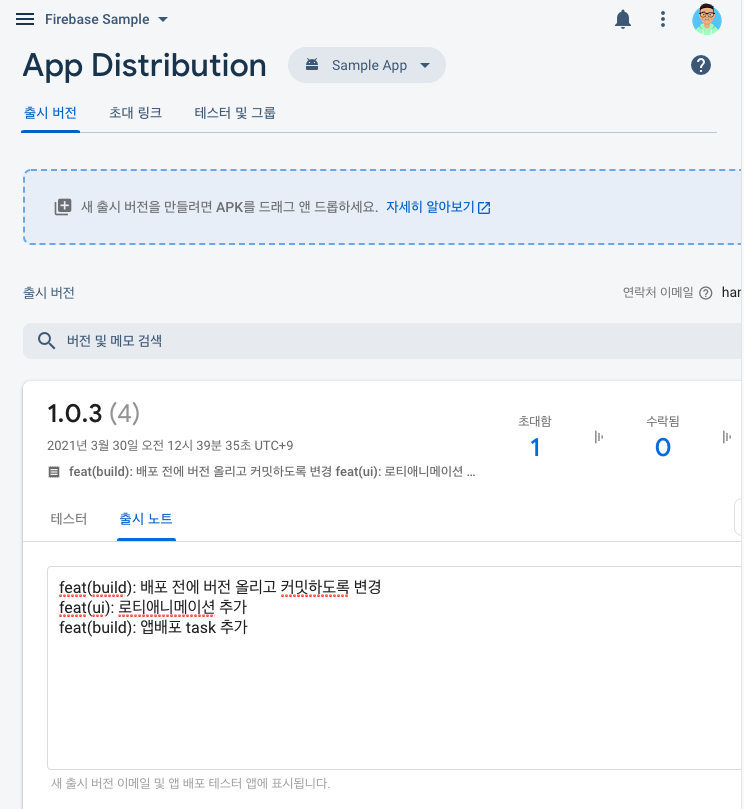 Firebase Sample
App Distribution
Sample App
출시 버전
초대 링크
테스터 및 그룹
새 출시 버전을 만들려면 APK를 드래그 앤 드롭하세요. 자세히 알아보기
출시 버전
연락처 이메일
har
버전 및 메모 검색
1.0.3 (4)
2021년 3월 30일 오전 12시 39분 35초 UTC+9
feat(build): 배포 전에 버전 올리고 커밋하도록 변경 feat(ui): 로티애니메이션 ...
초대함
1
수락됨
0
테스터
출시 노트
feat(build): 배포 전에 버전 올리고 커밋하도록 변경
feat(ui): 로티애니메이션 추가
feat(build): 앱배포 task 추가
새 출시 버전 이메일 및 앱 배포 테스터 앱에 표시됩니다.